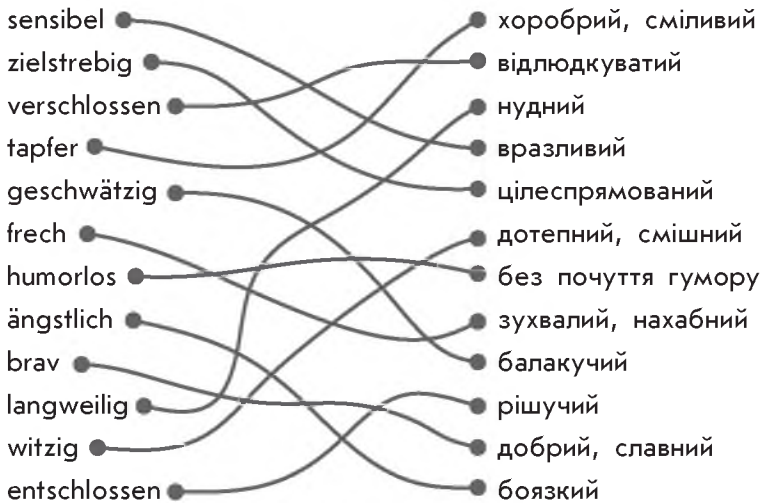 sensibel хоробрий, сміливий
zielstrebig відлюдкуватий
verschlossen нудний
tapfer вразливий
geschwätzig цілеспрямований
frech дотепний, смішний
humorlos без почуття гумору
ängstlich зухвалий, нахабний
brav балакучий
langweilig рішучий
witzig добрий, славний
entschlossen боязкий